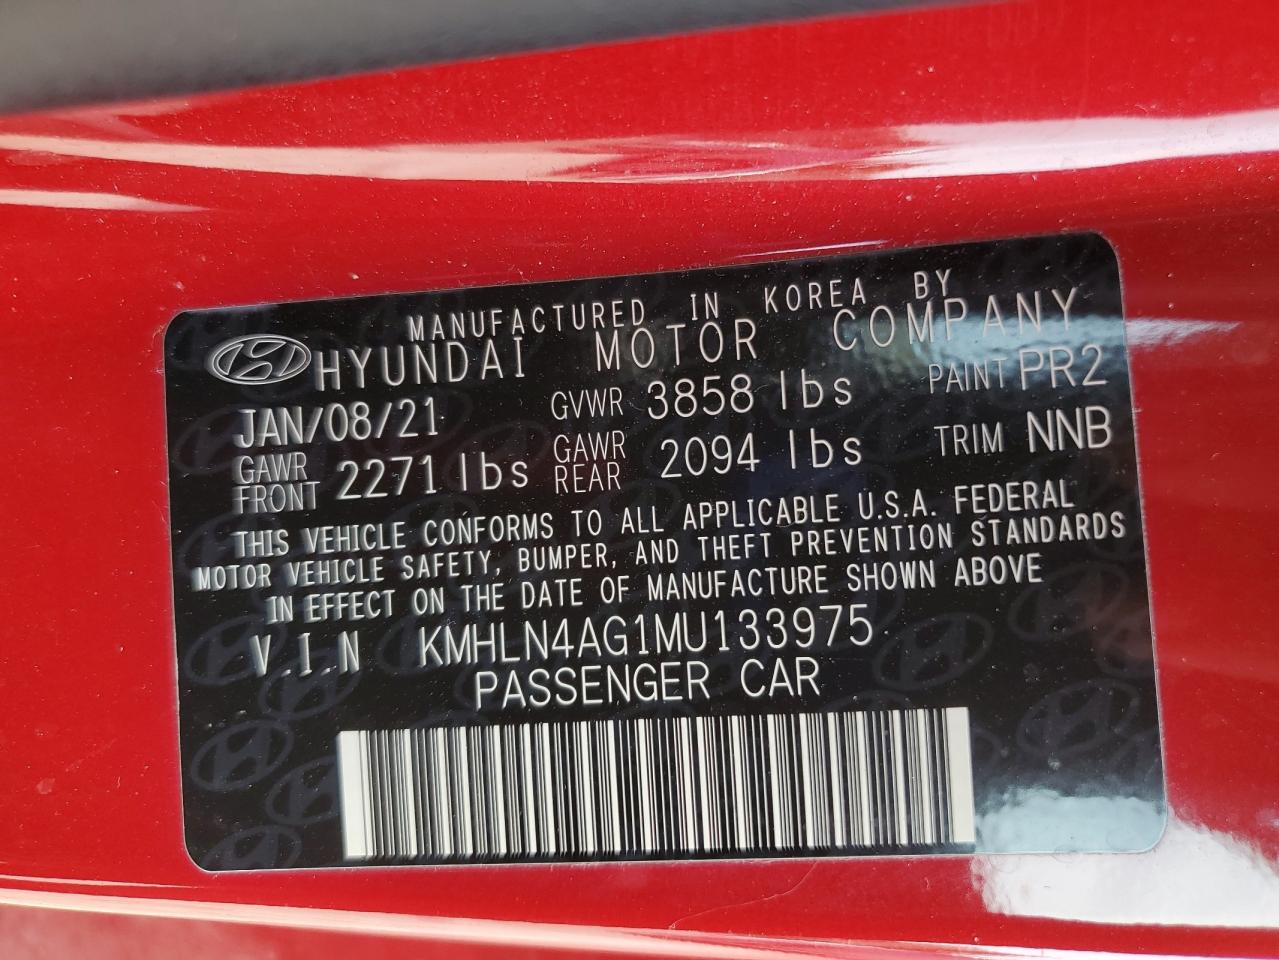 MANUFACTURED IN KOREA BY
HYUNDAI MOTOR COMPANY
JAN/08/21 GVWR 3858 lbs PAINT PR2
GAWR FRONT 2271 lbs GAWR REAR 2094 lbs TRIM NNB
THIS VEHICLE CONFORMS TO ALL APPLICABLE U.S.A. FEDERAL
MOTOR VEHICLE SAFETY, BUMPER, AND THEFT PREVENTION STANDARDS
IN EFFECT ON THE DATE OF MANUFACTURE SHOWN ABOVE
V.I.N KMHLN4AG1MU133975
PASSENGER CAR